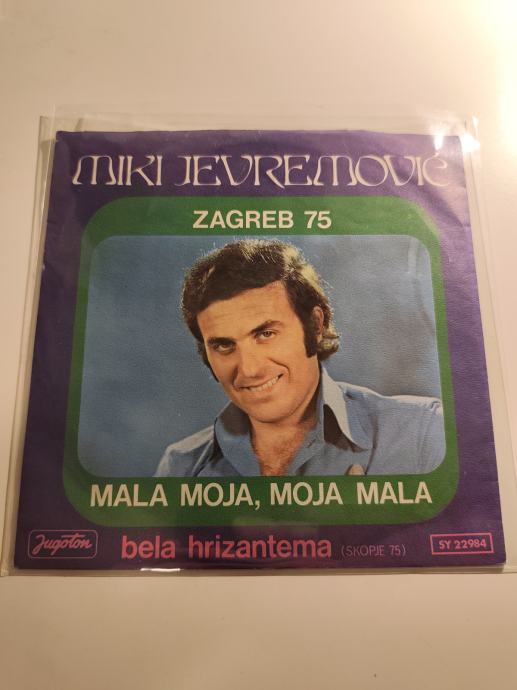 MIKI JEVREMOVIĆ
ZAGREB 75
MALA MOJA, MOJA MALA
Jugoton bela hrizantema (SKOPJE 75) SY 22984